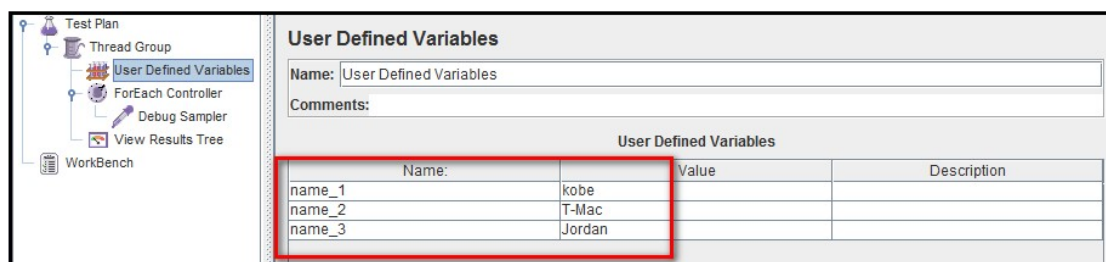 Test Plan
Thread Group
User Defined Variables
ForEach Controller
Debug Sampler
View Results Tree
WorkBench
User Defined Variables
Name: User Defined Variables
Comments:
User Defined Variables
Name: Value Description
name_1 kobe
name_2 T-Mac
name_3 Jordan